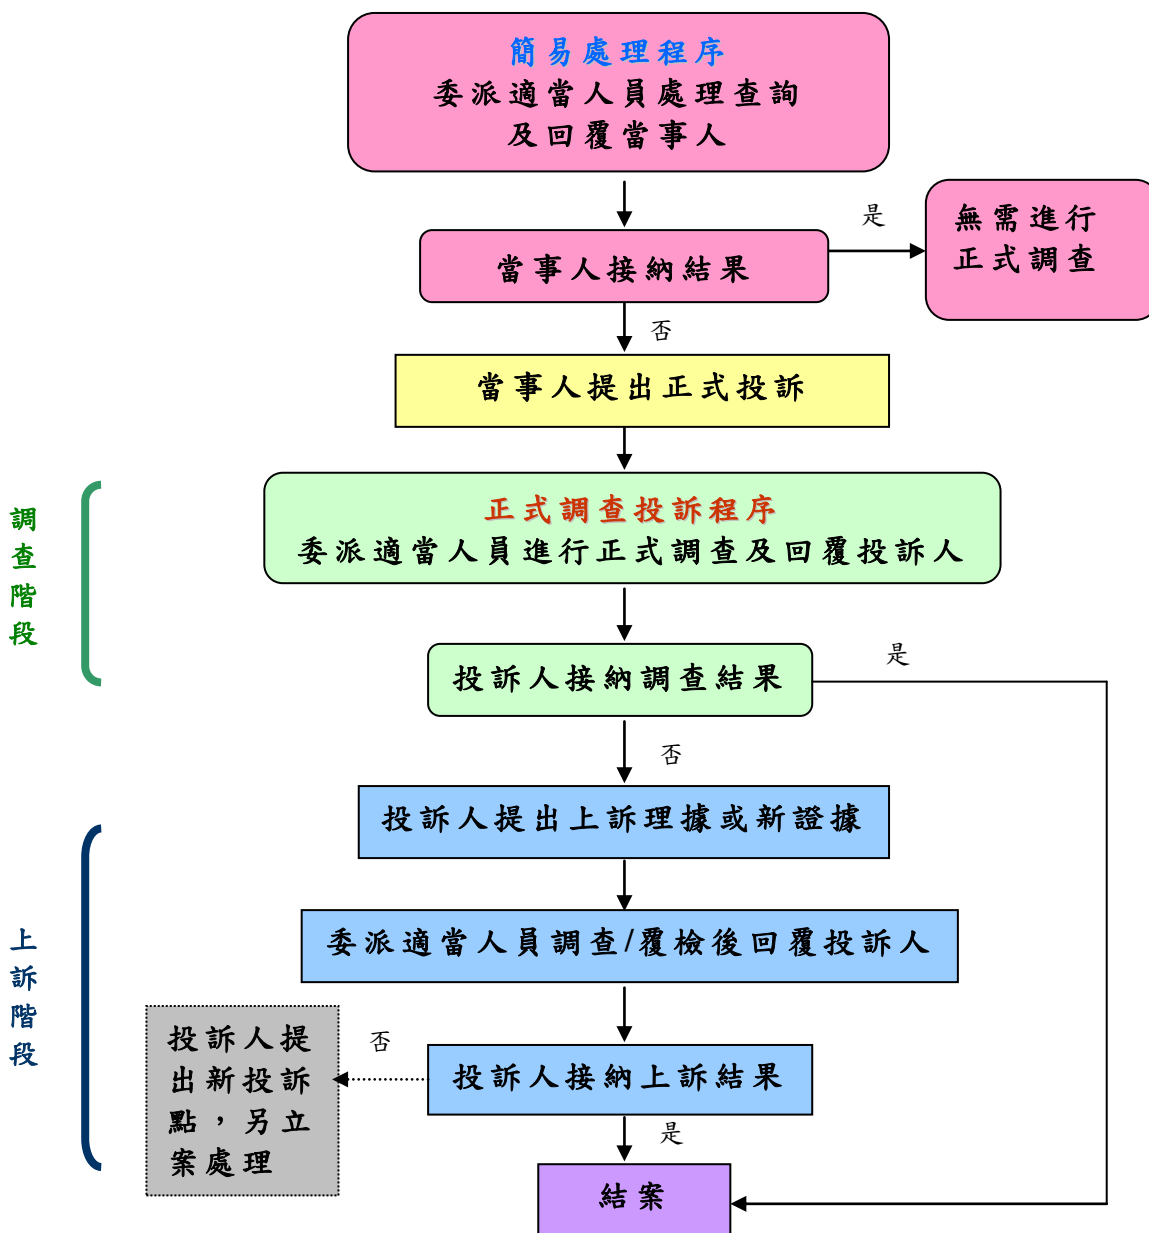 簡易處理程序
委派適當人員處理查詢
及回覆當事人
是
無需進行
正式調查
當事人接納結果
否
當事人提出正式投訴
調查階段
正式調查投訴程序
委派適當人員進行正式調查及回覆投訴人
投訴人接納調查結果
是
否
投訴人提出上訴理據或新證據
上訴階段
委派適當人員調查/覆檢後回覆投訴人
投訴人提
出新投訴
點，另立
案處理
否
投訴人接納上訴結果
是
結案